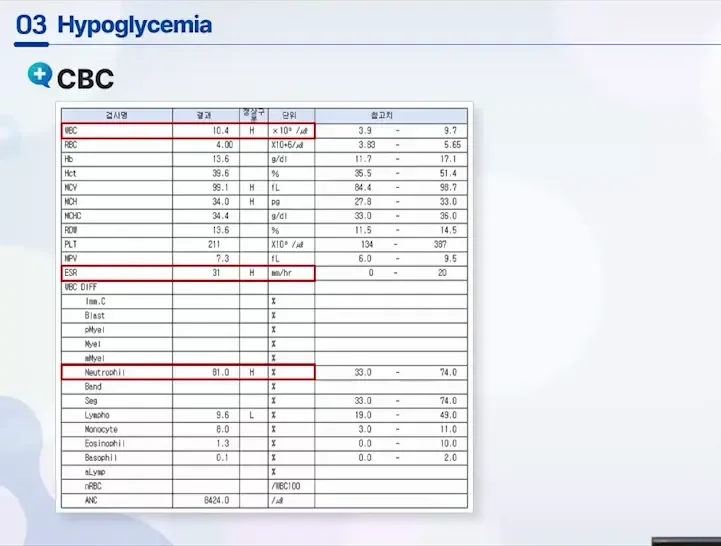 03 Hypoglycemia
CBC
검사명 결과 정상구분 단위 참고치
WBC 10.4 H ×10³ /㎕ 3.9 - 9.7
RBC 4.00 X10+6/㎕ 3.83 - 5.65
Hb 13.6 g/dl 11.7 - 17.1
Hct 39.6 % 35.5 - 51.4
MCV 99.1 H fL 84.4 - 98.7
MCH 34.0 H pg 27.8 - 33.0
MCHC 34.4 g/dl 33.0 - 36.0
RDW 13.6 % 11.5 - 14.5
PLT 211 X10³ /㎕ 134 - 387
MPV 7.3 fL 6.0 - 9.5
ESR 31 H mm/hr 0 - 20
WBC DIFF
Imm.C %
Blast %
pMyel %
Myel %
mMyel %
Neutrophil 81.0 H % 33.0 - 74.0
Band %
Seg % 33.0 - 74.0
Lympho 9.6 L % 19.0 - 49.0
Monocyte 8.0 % 3.0 - 11.0
Eosinophil 1.3 % 0.0 - 10.0
Basophil 0.1 % 0.0 - 2.0
aLymp %
nRBC /WBC100
ANC 8424.0 /㎕